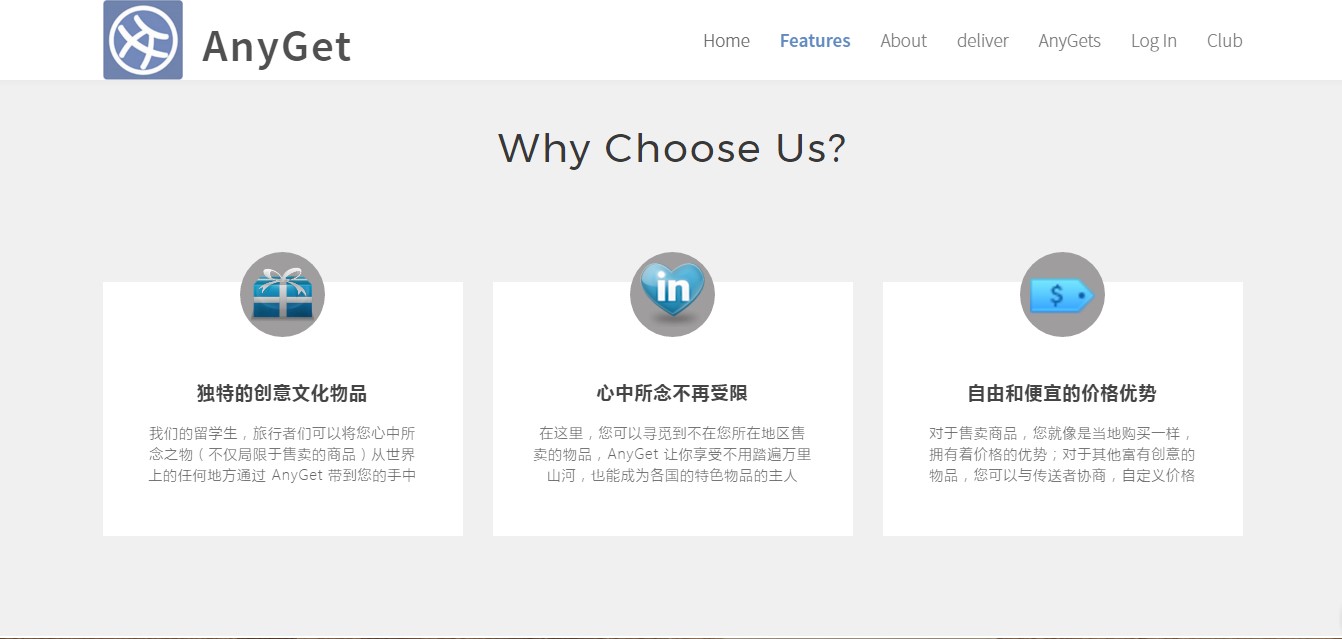 AnyGet
Home Features About deliver AnyGets Log In Club
Why Choose Us?
in
$
独特的创意文化物品
我们的留学生，旅行者们可以将您心中所
念之物（不仅局限于售卖的商品）从世界
上的任何地方通过 AnyGet 带到您的手中
心中所念不再受限
在这里，您可以寻觅到不在您所在地区售
卖的物品，AnyGet 让你享受不用踏遍万里
山河，也能成为各国的特色物品的主人
自由和便宜的价格优势
对于售卖商品，您就像是当地购买一样，
拥有着价格的优势；对于其他富有创意的
物品，您可以与传送者协商，自定义价格